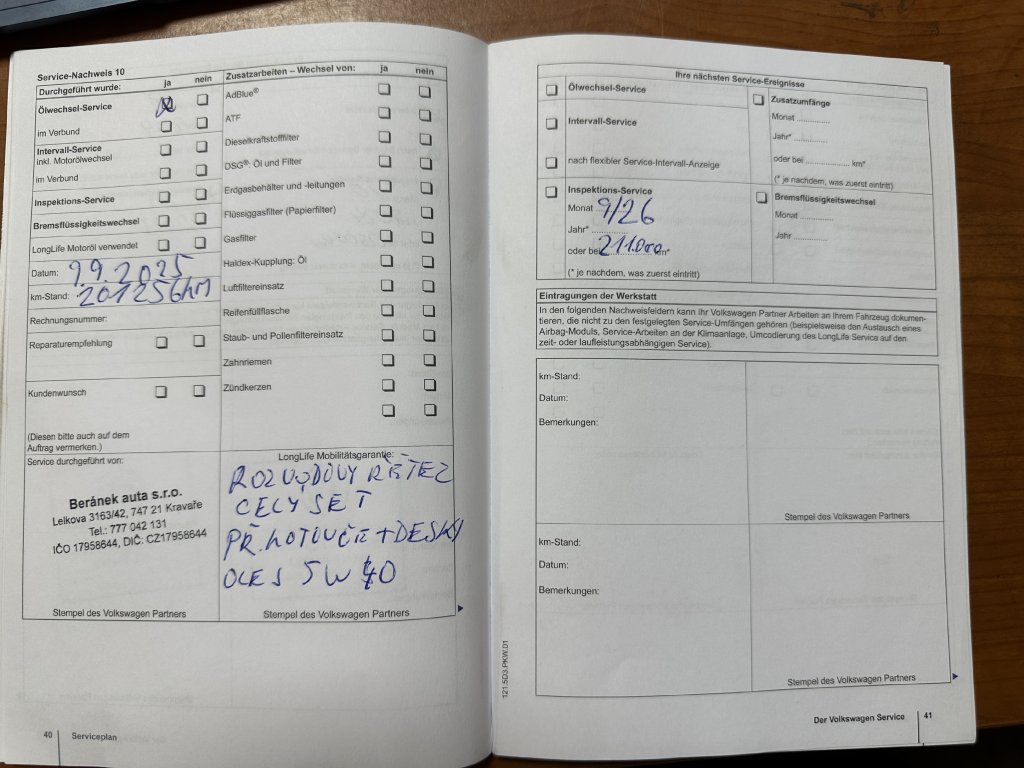 Service-Nachweis 10
Durchgeführt wurde: ja nein
Ölwechsel-Service
im Verbund
Intervall-Service
inkl. Motorölwechsel
im Verbund
Inspektions-Service
Bremsflüssigkeitswechsel
LongLife Motoröl verwendet
Datum: 9.9.2025
km-Stand: 201256km
Rechnungsnummer:
Reparaturempfehlung
Kundenwunsch
(Diesen bitte auch auf dem
Auftrag vermerken.)
Zusatzarbeiten – Wechsel von: ja nein
AdBlue®
ATF
Dieselkraftstofffilter
DSG®- Öl und Filter
Erdgasbehälter und -leitungen
Flüssiggasfilter (Papierfilter)
Gasfilter
Haldex-Kupplung: Öl
Luftfiltereinsatz
Reifenfüllflasche
Staub- und Pollenfiltereinsatz
Zahnriemen
Zündkerzen
Service durchgeführt von:
Beránek auta s.r.o.
Lelkova 3163/42, 747 21 Kravaře
Tel.: 777 042 131
IČO 17958644, DIČ: CZ17958644
Stempel des Volkswagen Partners
LongLife Mobilitätsgarantie:
ROZVODOVÝ ŘETEZ
CELÝ SET
PŘ. KOTOUČE + DESKY
OLEJ 5W 40
Stempel des Volkswagen Partners
40 Serviceplan
Ihre nächsten Service-Ereignisse
Ölwechsel-Service
Intervall-Service
nach flexibler Service-Intervall-Anzeige
Inspektions-Service
Monat 9/26
Jahr*
oder bei 211.000 km*
(* je nachdem, was zuerst eintritt)
Zusatzumfänge
Monat
Jahr*
oder bei km*
(* je nachdem, was zuerst eintritt)
Bremsflüssigkeitswechsel
Monat
Jahr
Eintragungen der Werkstatt
In den folgenden Nachweisfeldern kann Ihr Volkswagen Partner Arbeiten an Ihrem Fahrzeug dokumen-
tieren, die nicht zu den festgelegten Service-Umfängen gehören (beispielsweise den Austausch eines
Airbag-Moduls, Service-Arbeiten an der Klimaanlage, Umcodierung des LongLife Service auf den
zeit- oder laufleistungsabhängigen Service).
km-Stand:
Datum:
Bemerkungen:
Stempel des Volkswagen Partners
km-Stand:
Datum:
Bemerkungen:
Stempel des Volkswagen Partners
121.5D3.PKW.01
Der Volkswagen Service 41